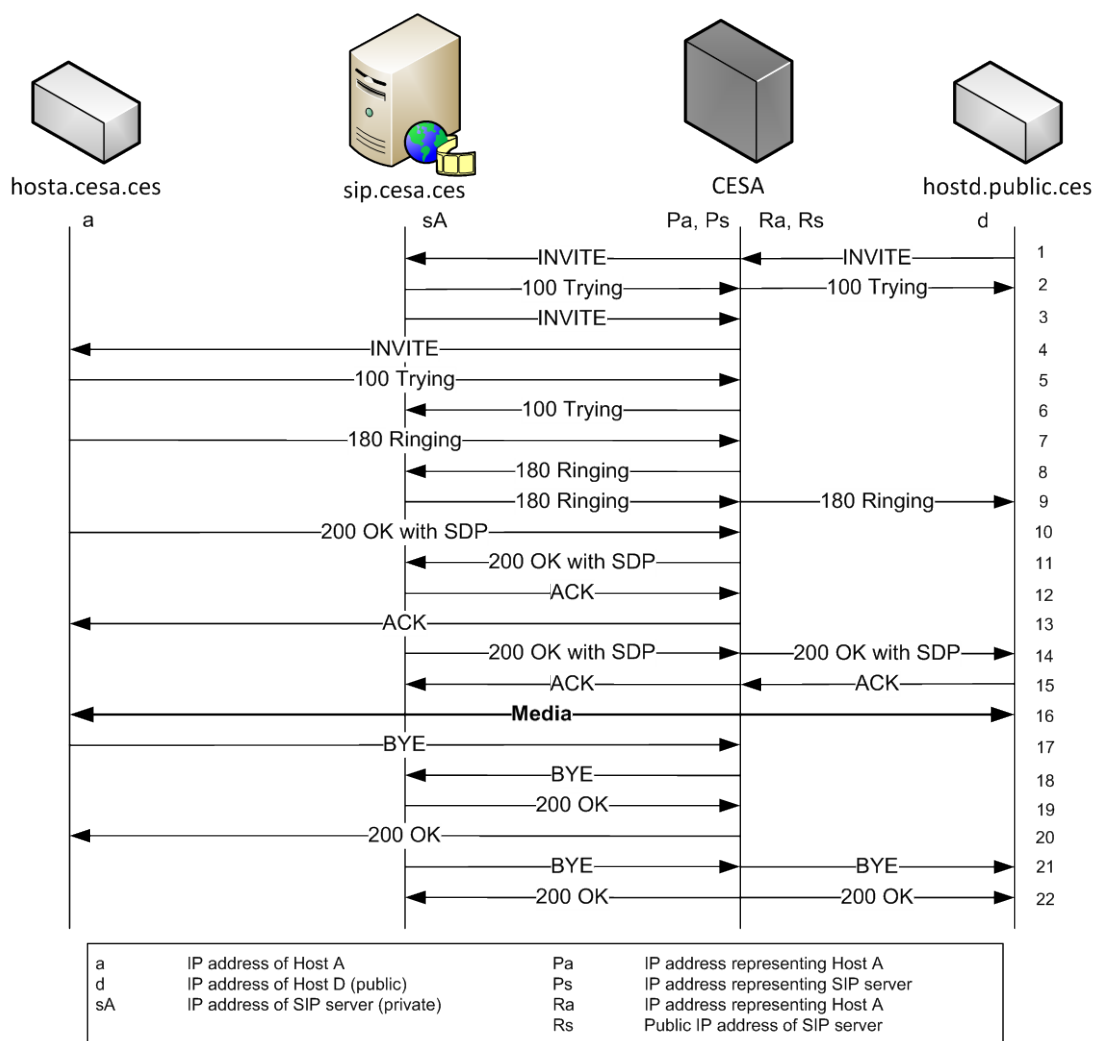 hosta.cesa.ces sip.cesa.ces CESA hostd.public.ces
a sA Pa, Ps Ra, Rs d
INVITE INVITE 1
100 Trying 100 Trying 2
INVITE 3
INVITE 4
100 Trying 5
100 Trying 6
180 Ringing 7
180 Ringing 8
180 Ringing 180 Ringing 9
200 OK with SDP 10
200 OK with SDP 11
ACK 12
ACK 13
200 OK with SDP 200 OK with SDP 14
ACK ACK 15
Media 16
BYE 17
BYE 18
200 OK 19
200 OK 20
BYE BYE 21
200 OK 200 OK 22
a IP address of Host A Pa IP address representing Host A
d IP address of Host D (public) Ps IP address representing SIP server
sA IP address of SIP server (private) Ra IP address representing Host A
Rs Public IP address of SIP server